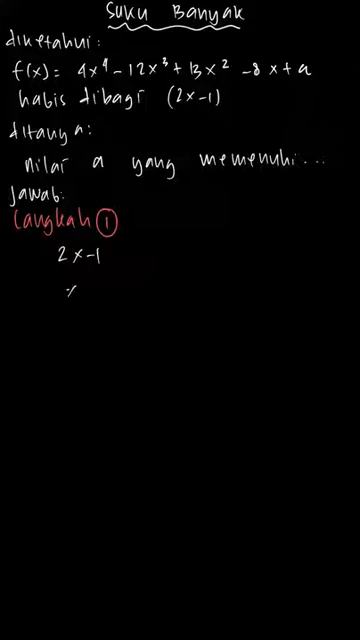 Suku Banyak
diketahui:
f(x) = 4x⁴ - 12x³ + 13x² - 8x + a
habis dibagi (2x-1)
ditanya:
nilai a yang memenuhi...
Jawab:
Langkah ①
2x-1